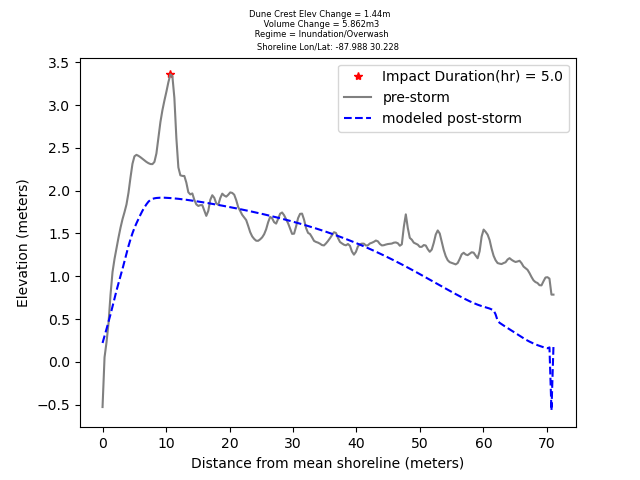 Dune Crest Elev Change = 1.44m
Volume Change = 5.862m3
Regime = Inundation/Overwash
Shoreline Lon/Lat: -87.988 30.228
Impact Duration(hr) = 5.0
pre-storm
modeled post-storm
3.5
3.0
2.5
2.0
1.5
1.0
0.5
0.0
−0.5
Elevation (meters)
0 10 20 30 40 50 60 70
Distance from mean shoreline (meters)